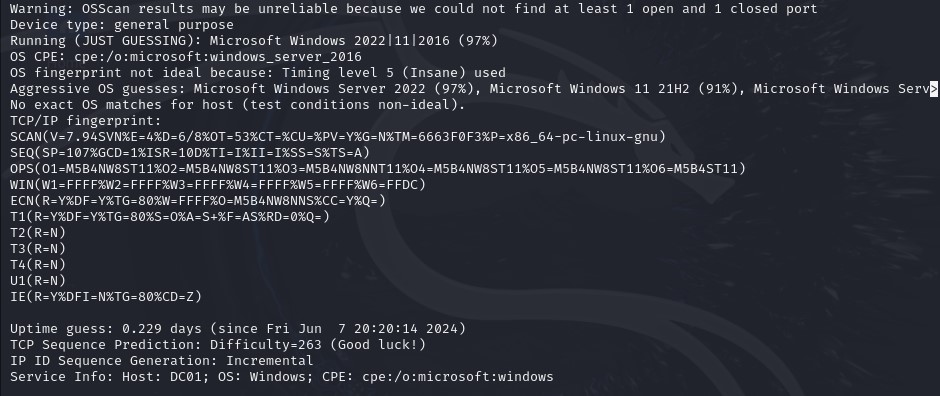 Warning: OSScan results may be unreliable because we could not find at least 1 open and 1 closed port
Device type: general purpose
Running (JUST GUESSING): Microsoft Windows 2022|11|2016 (97%)
OS CPE: cpe:/o:microsoft:windows_server_2016
OS fingerprint not ideal because: Timing level 5 (Insane) used
Aggressive OS guesses: Microsoft Windows Server 2022 (97%), Microsoft Windows 11 21H2 (91%), Microsoft Windows Serv>
No exact OS matches for host (test conditions non-ideal).
TCP/IP fingerprint:
SCAN(V=7.94SVN%E=4%D=6/8%OT=53%CT=%CU=%PV=Y%G=N%TM=6663F0F3%P=x86_64-pc-linux-gnu)
SEQ(SP=107%GCD=1%ISR=10D%TI=I%II=I%SS=S%TS=A)
OPS(O1=M5B4NW8ST11%O2=M5B4NW8ST11%O3=M5B4NW8NNT11%O4=M5B4NW8ST11%O5=M5B4NW8ST11%O6=M5B4ST11)
WIN(W1=FFFF%W2=FFFF%W3=FFFF%W4=FFFF%W5=FFFF%W6=FFDC)
ECN(R=Y%DF=Y%TG=80%W=FFFF%O=M5B4NW8NNS%CC=Y%Q=)
T1(R=Y%DF=Y%TG=80%S=O%A=S+%F=AS%RD=0%Q=)
T2(R=N)
T3(R=N)
T4(R=N)
U1(R=N)
IE(R=Y%DFI=N%TG=80%CD=Z)
Uptime guess: 0.229 days (since Fri Jun  7 20:20:14 2024)
TCP Sequence Prediction: Difficulty=263 (Good luck!)
IP ID Sequence Generation: Incremental
Service Info: Host: DC01; OS: Windows; CPE: cpe:/o:microsoft:windows